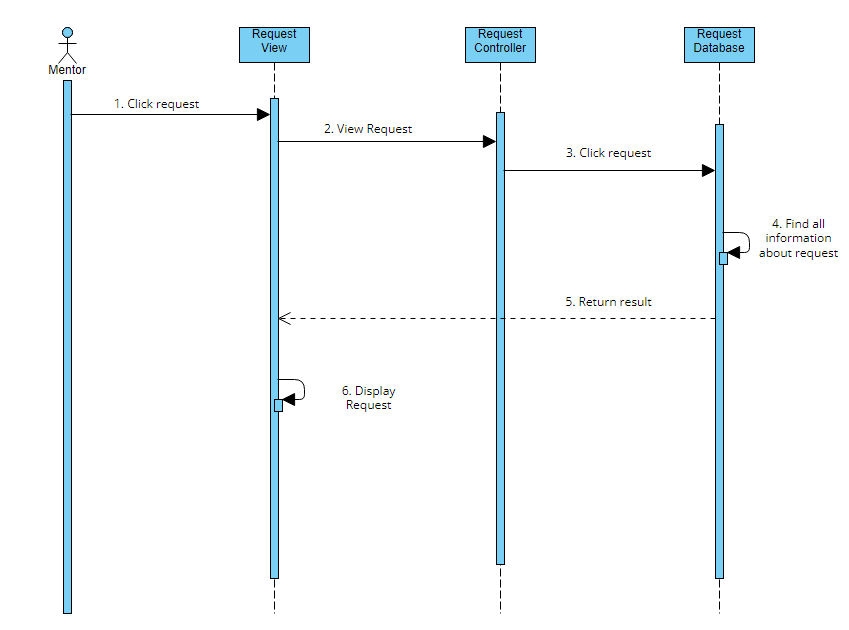 Request
View
Request
Controller
Request
Database
Mentor
1. Click request
2. View Request
3. Click request
4. Find all
information
about request
5. Return result
6. Display
Request